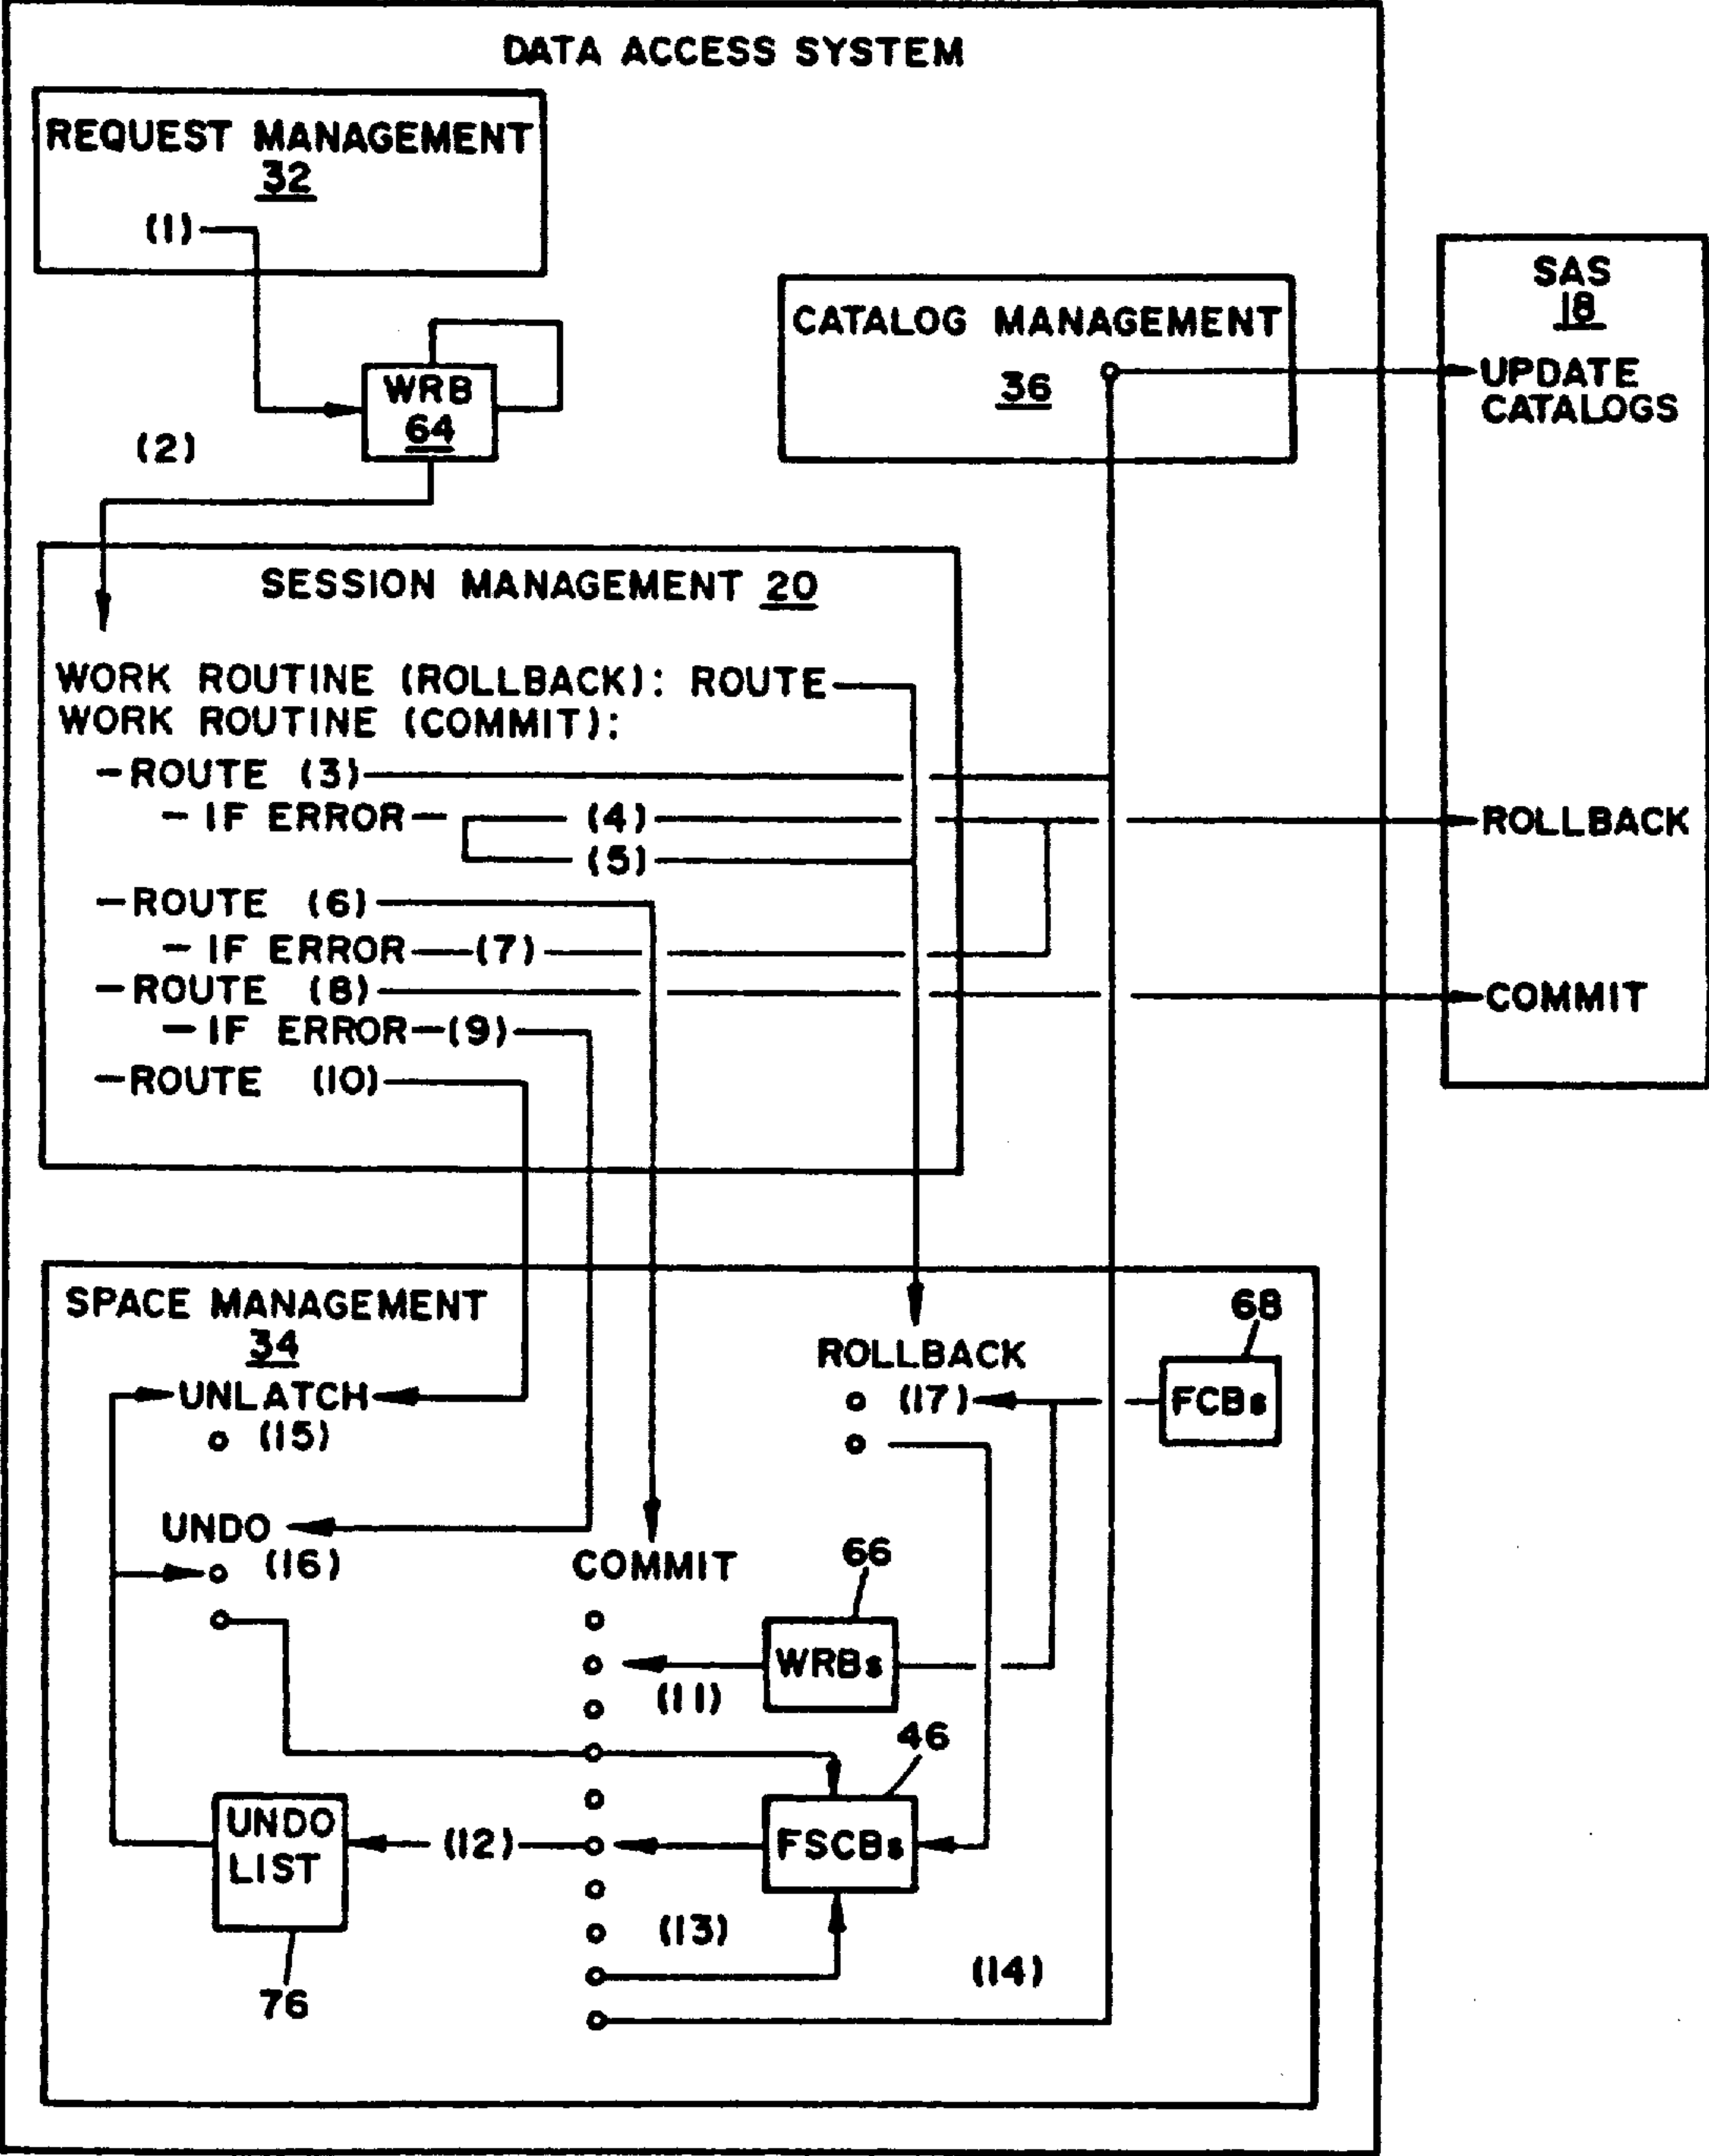 DATA ACCESS SYSTEM
REQUEST MANAGEMENT
32
(1)
WRB
64
(2)
CATALOG MANAGEMENT
36
SAS
18
UPDATE
CATALOGS
ROLLBACK
COMMIT
SESSION MANAGEMENT 20
WORK ROUTINE (ROLLBACK): ROUTE
WORK ROUTINE (COMMIT):
-ROUTE (3)
- IF ERROR - (4)
(5)
-ROUTE (6)
- IF ERROR - (7)
-ROUTE (8)
- IF ERROR - (9)
-ROUTE (10)
SPACE MANAGEMENT
34
UNLATCH
(15)
UNDO
(16)
COMMIT
ROLLBACK
(17)
68
FCBs
66
WRBs
(11)
46
FSCBs
(12)
UNDO
LIST
76
(13)
(14)